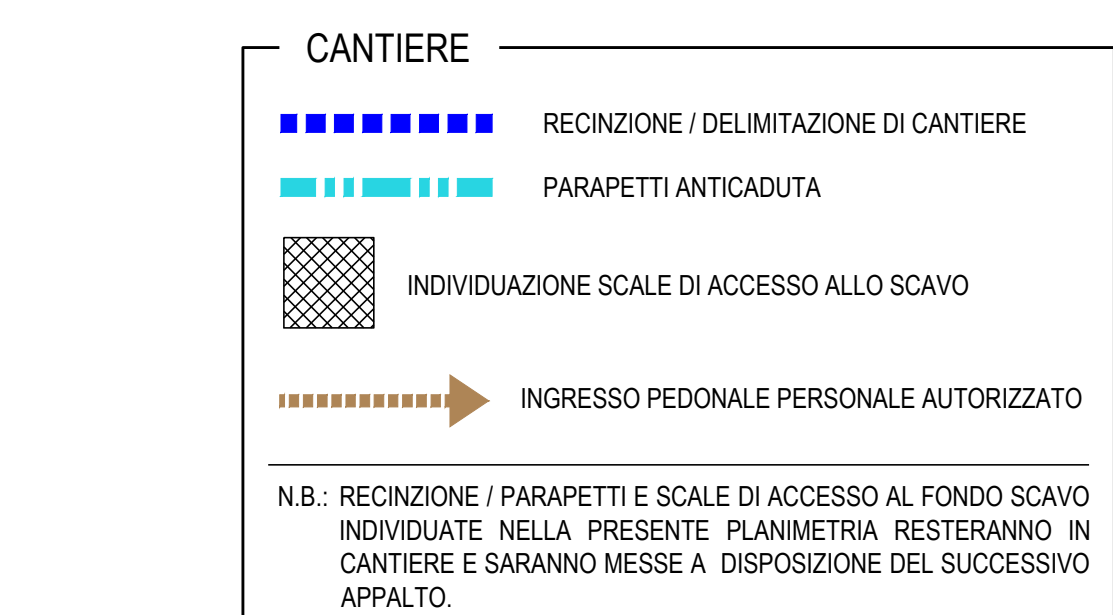 CANTIERE
RECINZIONE / DELIMITAZIONE DI CANTIERE
PARAPETTI ANTICADUTA
INDIVIDUAZIONE SCALE DI ACCESSO ALLO SCAVO
INGRESSO PEDONALE PERSONALE AUTORIZZATO
N.B.: RECINZIONE / PARAPETTI E SCALE DI ACCESSO AL FONDO SCAVO
INDIVIDUATE NELLA PRESENTE PLANIMETRIA RESTERANNO IN
CANTIERE E SARANNO MESSE A DISPOSIZIONE DEL SUCCESSIVO
APPALTO.